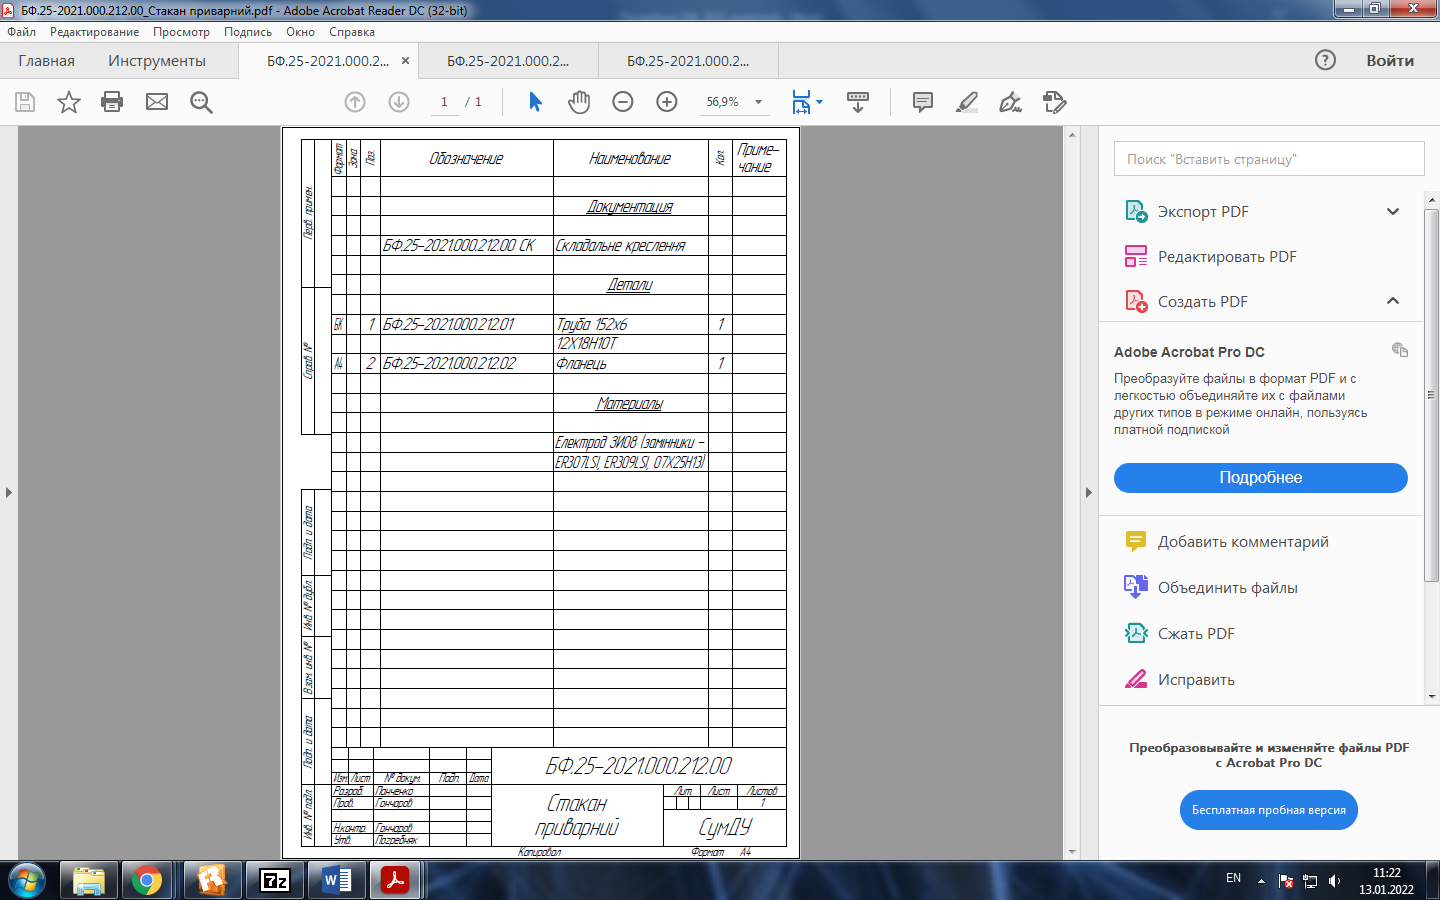 БФ.25-2021.000.212.00_Стакан приварний.pdf - Adobe Acrobat Reader DC (32-bit)
Файл Редактирование Просмотр Подпись Окно Справка
Главная Инструменты БФ.25-2021.000.2... × БФ.25-2021.000.2... БФ.25-2021.000.2... Войти
1 / 1 56,9%
Формат Зона Поз. Обозначение Наименование Кол. Приме-
чание
Перв. примен.
Документация
БФ.25-2021.000.212.00 СК Складальне креслення
Детали
БК 1 БФ.25-2021.000.212.01 Труба 152х6 1
12Х18Н10Т
А4 2 БФ.25-2021.000.212.02 Фланець 1
Справ. №
Материалы
Електрод ЗИО8 (замінники -
ER307LSI, ER309LSI, 07Х25Н13)
Подп. и дата
Инв. № дубл.
Взам. инв. №
Подп. и дата
Инв. № подл.
БФ.25-2021.000.212.00
Изм. Лист № докум. Подп. Дата
Разраб. Панченко
Пров. Гончаров
Н.контр. Гончаров
Утв. Погребняк
Стакан
приварний
Лит. Лист Листов
1
СумДУ
Копировал Формат А4
Поиск "Вставить страницу"
Экспорт PDF
Редактировать PDF
Создать PDF
Adobe Acrobat Pro DC
Преобразуйте файлы в формат PDF и с
легкостью объединяйте их с файлами
других типов в режиме онлайн, пользуясь
платной подпиской
Подробнее
Добавить комментарий
Объединить файлы
Сжать PDF
Исправить
Преобразовывайте и изменяйте файлы PDF
с Acrobat Pro DC
Бесплатная пробная версия
7z W EN 11:22
13.01.2022